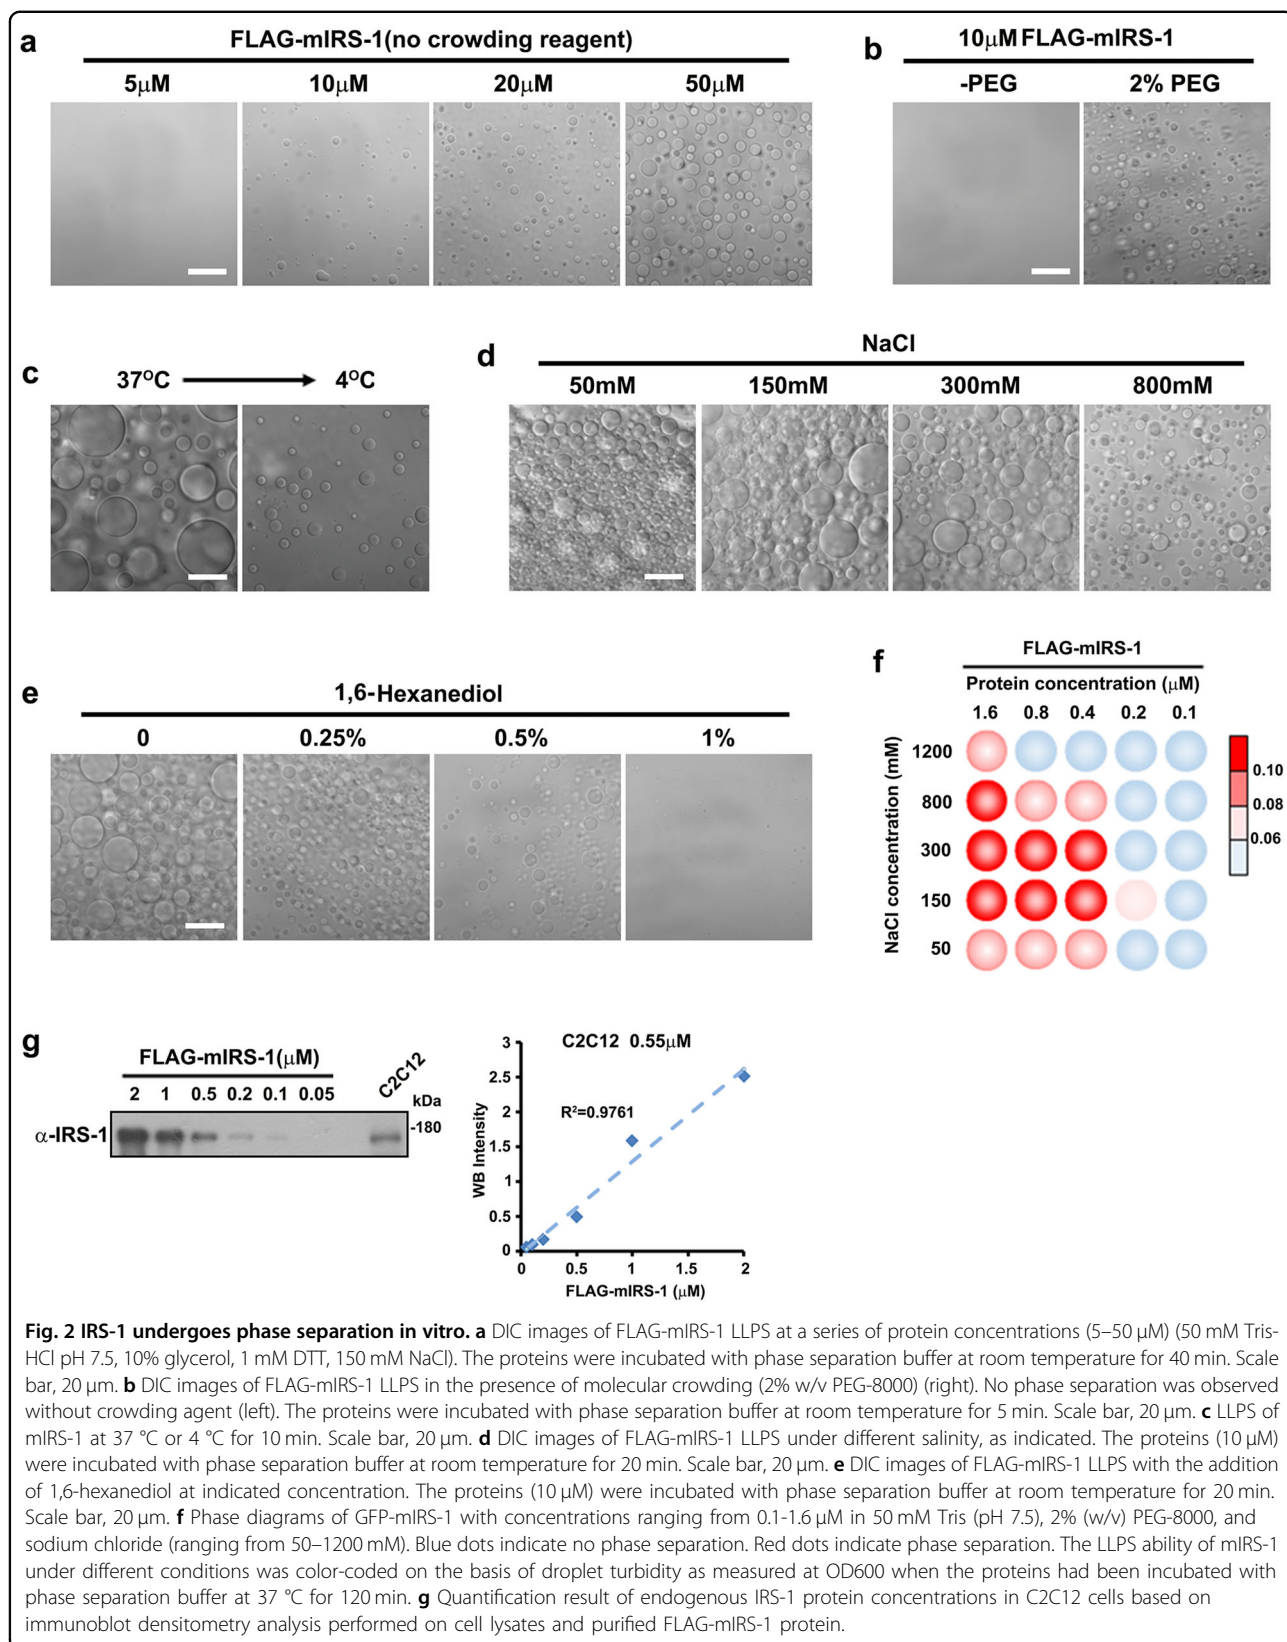 a
FLAG-mIRS-1(no crowding reagent)
5μM 10μM 20μM 50μM
b
10μM FLAG-mIRS-1
-PEG 2% PEG
c
37°C 4°C
d
NaCl
50mM 150mM 300mM 800mM
e
1,6-Hexanediol
0 0.25% 0.5% 1%
f
FLAG-mIRS-1
Protein concentration (μM)
1.6 0.8 0.4 0.2 0.1
NaCl concentration (mM)
1200
800
300
150
50
0.10
0.08
0.06
g
FLAG-mIRS-1(μM)
2 1 0.5 0.2 0.1 0.05
C2C12
kDa
-180
α-IRS-1
C2C12 0.55μM
R²=0.9761
WB Intensity
3
2.5
2
1.5
1
0.5
0
0 0.5 1 1.5 2
FLAG-mIRS-1 (μM)
Fig. 2 IRS-1 undergoes phase separation in vitro. a DIC images of FLAG-mIRS-1 LLPS at a series of protein concentrations (5–50 μM) (50 mM Tris-
HCl pH 7.5, 10% glycerol, 1 mM DTT, 150 mM NaCl). The proteins were incubated with phase separation buffer at room temperature for 40 min. Scale
bar, 20 μm. b DIC images of FLAG-mIRS-1 LLPS in the presence of molecular crowding (2% w/v PEG-8000) (right). No phase separation was observed
without crowding agent (left). The proteins were incubated with phase separation buffer at room temperature for 5 min. Scale bar, 20 μm. c LLPS of
mIRS-1 at 37 °C or 4 °C for 10 min. Scale bar, 20 μm. d DIC images of FLAG-mIRS-1 LLPS under different salinity, as indicated. The proteins (10 μM)
were incubated with phase separation buffer at room temperature for 20 min. Scale bar, 20 μm. e DIC images of FLAG-mIRS-1 LLPS with the addition
of 1,6-hexanediol at indicated concentration. The proteins (10 μM) were incubated with phase separation buffer at room temperature for 20 min.
Scale bar, 20 μm. f Phase diagrams of GFP-mIRS-1 with concentrations ranging from 0.1-1.6 μM in 50 mM Tris (pH 7.5), 2% (w/v) PEG-8000, and
sodium chloride (ranging from 50–1200 mM). Blue dots indicate no phase separation. Red dots indicate phase separation. The LLPS ability of mIRS-1
under different conditions was color-coded on the basis of droplet turbidity as measured at OD600 when the proteins had been incubated with
phase separation buffer at 37 °C for 120 min. g Quantification result of endogenous IRS-1 protein concentrations in C2C12 cells based on
immunoblot densitometry analysis performed on cell lysates and purified FLAG-mIRS-1 protein.